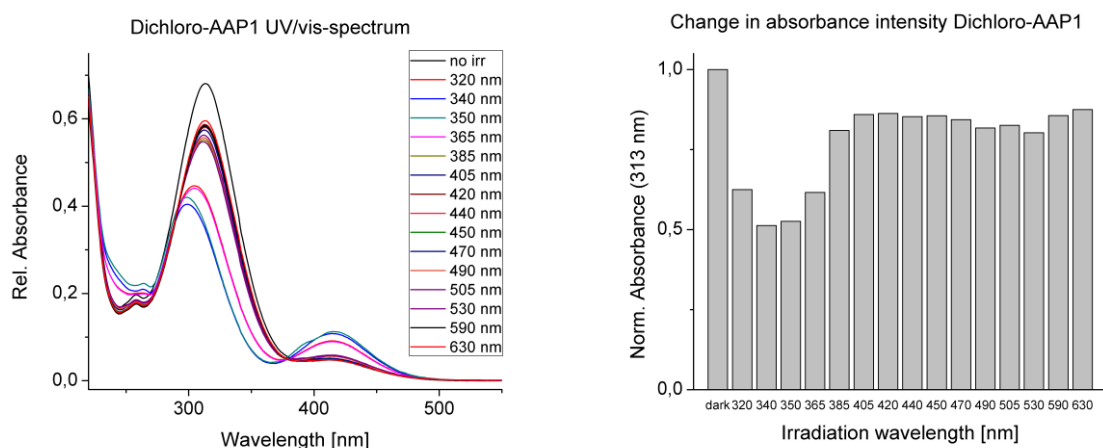 Dichloro-AAP1 UV/vis-spectrum
Rel. Absorbance
0,6
0,4
0,2
0,0
300
400
500
Wavelength [nm]
no irr
320 nm
340 nm
350 nm
365 nm
385 nm
405 nm
420 nm
440 nm
450 nm
470 nm
490 nm
505 nm
530 nm
590 nm
630 nm
Change in absorbance intensity Dichloro-AAP1
Norm. Absorbance (313 nm)
1,0
0,5
0,0
dark 320 340 350 365 385 405 420 440 450 470 490 505 530 590 630
Irradiation wavelength [nm]